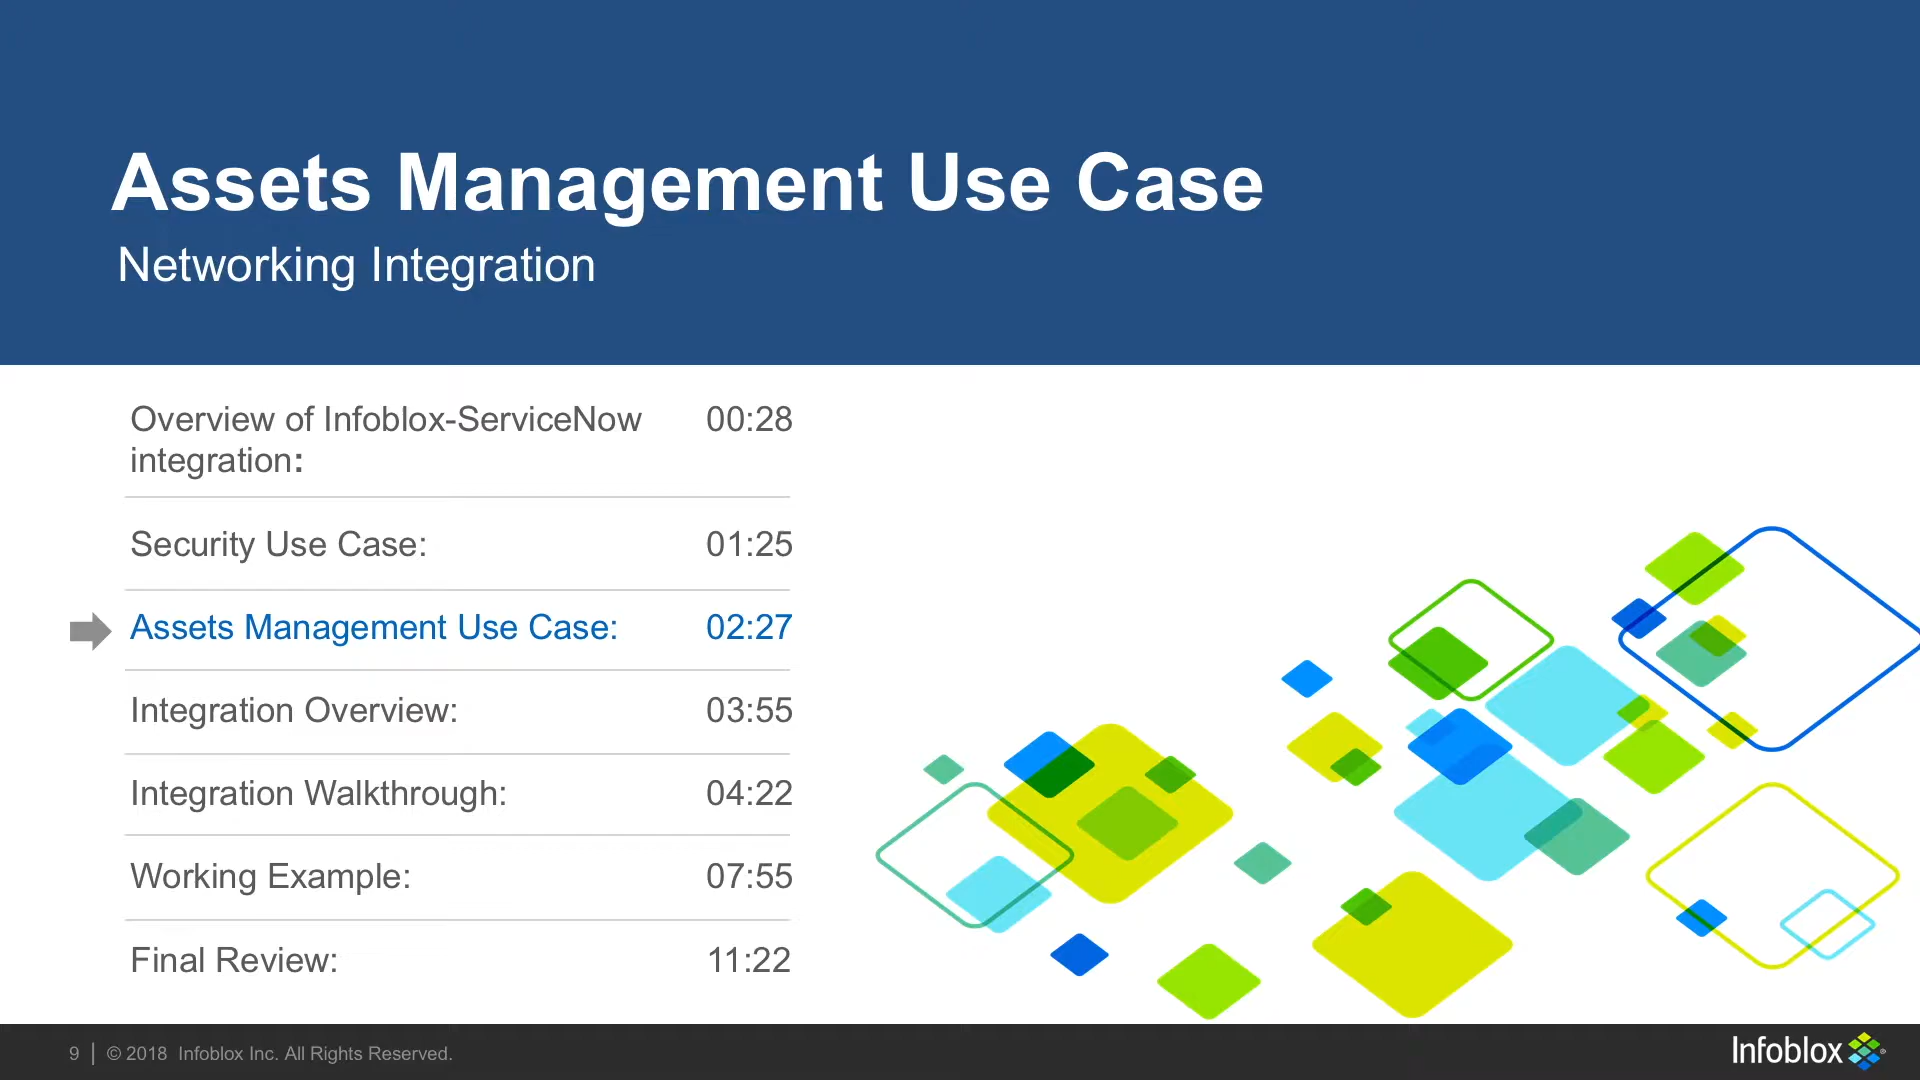 Assets Management Use Case
Networking Integration
Overview of Infoblox-ServiceNow 00:28
integration:
Security Use Case: 01:25
Assets Management Use Case: 02:27
Integration Overview: 03:55
Integration Walkthrough: 04:22
Working Example: 07:55
Final Review: 11:22
9 | © 2018 Infoblox Inc. All Rights Reserved.
Infoblox ®